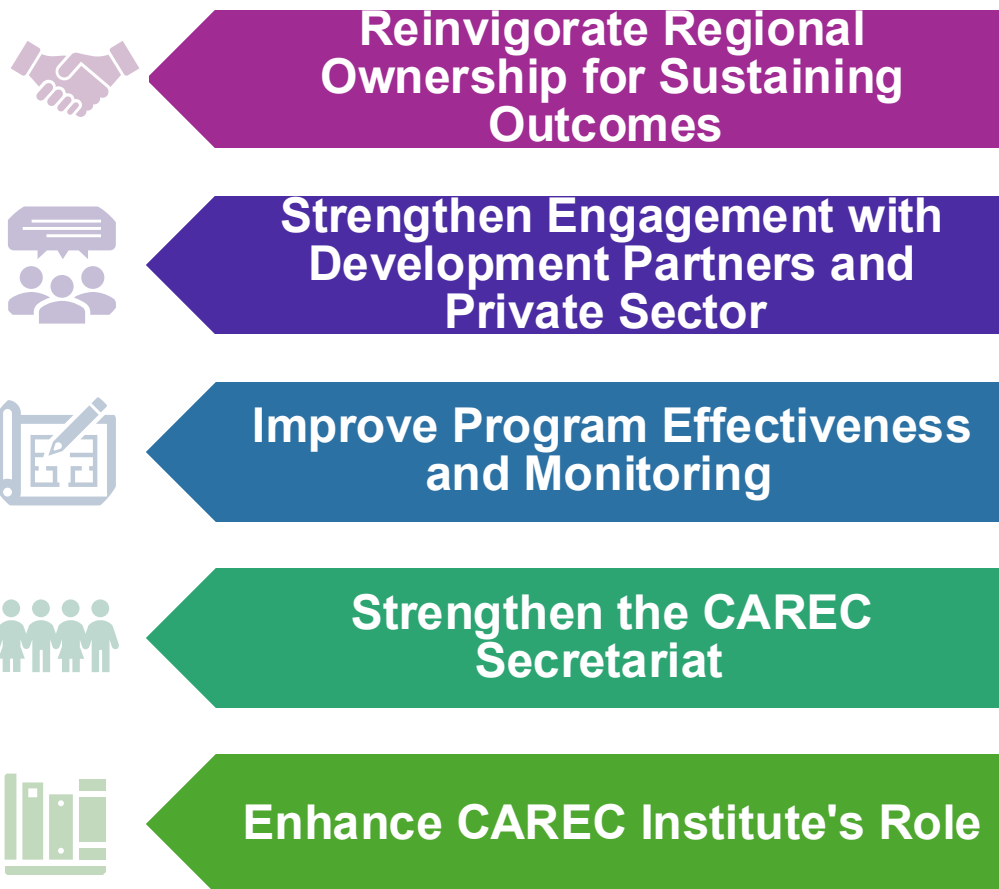 Reinvigorate Regional
Ownership for Sustaining
Outcomes
Strengthen Engagement with
Development Partners and
Private Sector
Improve Program Effectiveness
and Monitoring
Strengthen the CAREC
Secretariat
Enhance CAREC Institute's Role